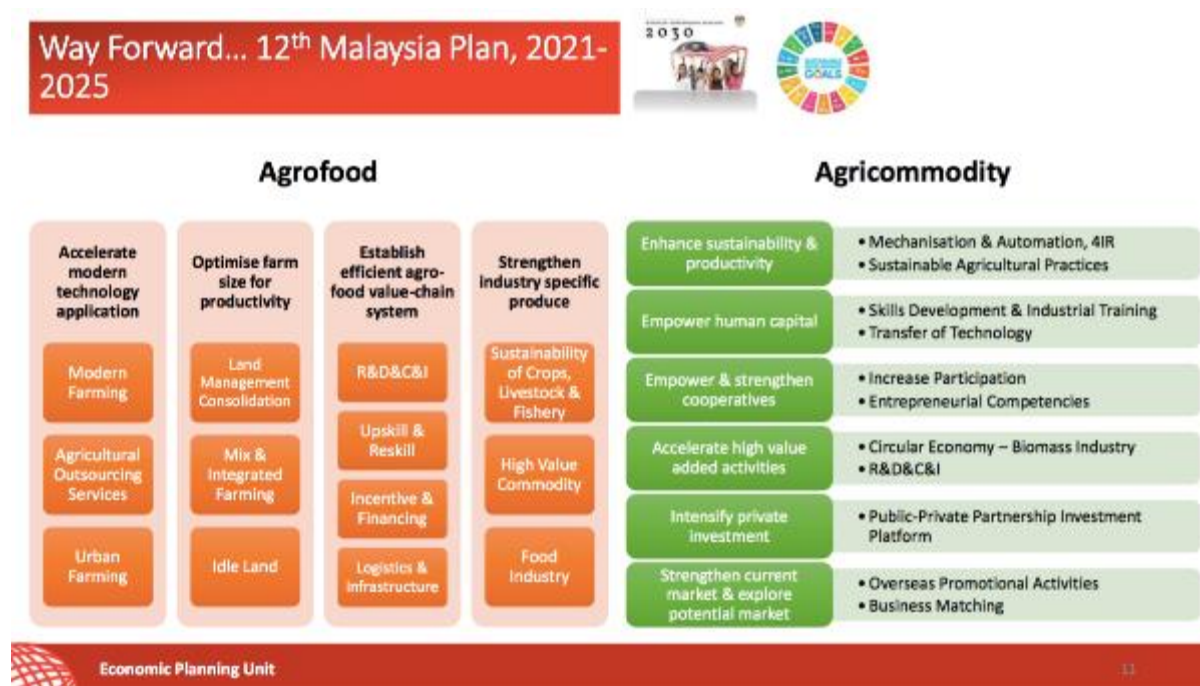 Way Forward... 12th Malaysia Plan, 2021-
2025
2030
GOALS
Agrofood
Agricommodity
Accelerate
modern
technology
application
Modern
Farming
Agricultural
Outsourcing
Services
Urban
Farming
Optimise farm
size for
productivity
Land
Management
Consolidation
Mix &
Integrated
Farming
Idle Land
Establish
efficient agro-
food value-chain
system
R&D&C&I
Upskill &
Reskill
Incentive &
Financing
Logistics &
Infrastructure
Strengthen
industry specific
produce
Sustainability
of Crops,
Livestock &
Fishery
High Value
Commodity
Food
Industry
Enhance sustainability &
productivity
• Mechanisation & Automation, 4IR
• Sustainable Agricultural Practices
Empower human capital
• Skills Development & Industrial Training
• Transfer of Technology
Empower & strengthen
cooperatives
• Increase Participation
• Entrepreneurial Competencies
Accelerate high value
added activities
• Circular Economy – Biomass Industry
• R&D&C&I
Intensify private
investment
• Public-Private Partnership Investment
Platform
Strengthen current
market & explore
potential market
• Overseas Promotional Activities
• Business Matching
Economic Planning Unit
11